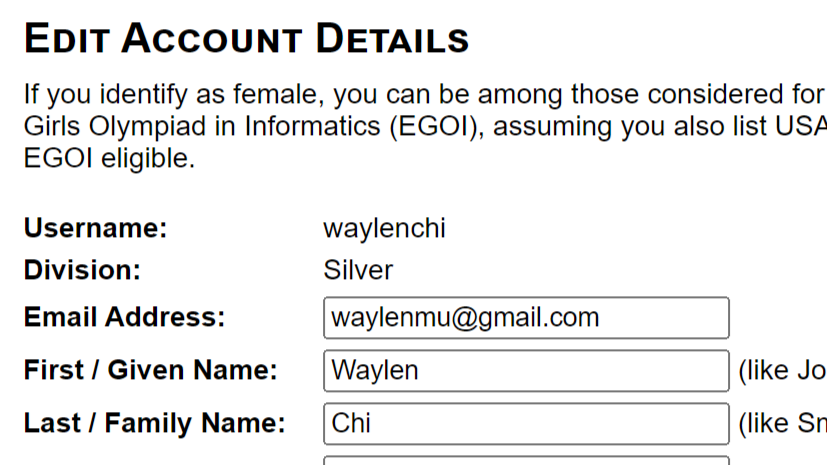 Edit Account Details
If you identify as female, you can be among those considered for
Girls Olympiad in Informatics (EGOI), assuming you also list USA
EGOI eligible.
Username: waylenchi
Division: Silver
Email Address: waylenmu@gmail.com
First / Given Name: Waylen (like Jo
Last / Family Name: Chi (like